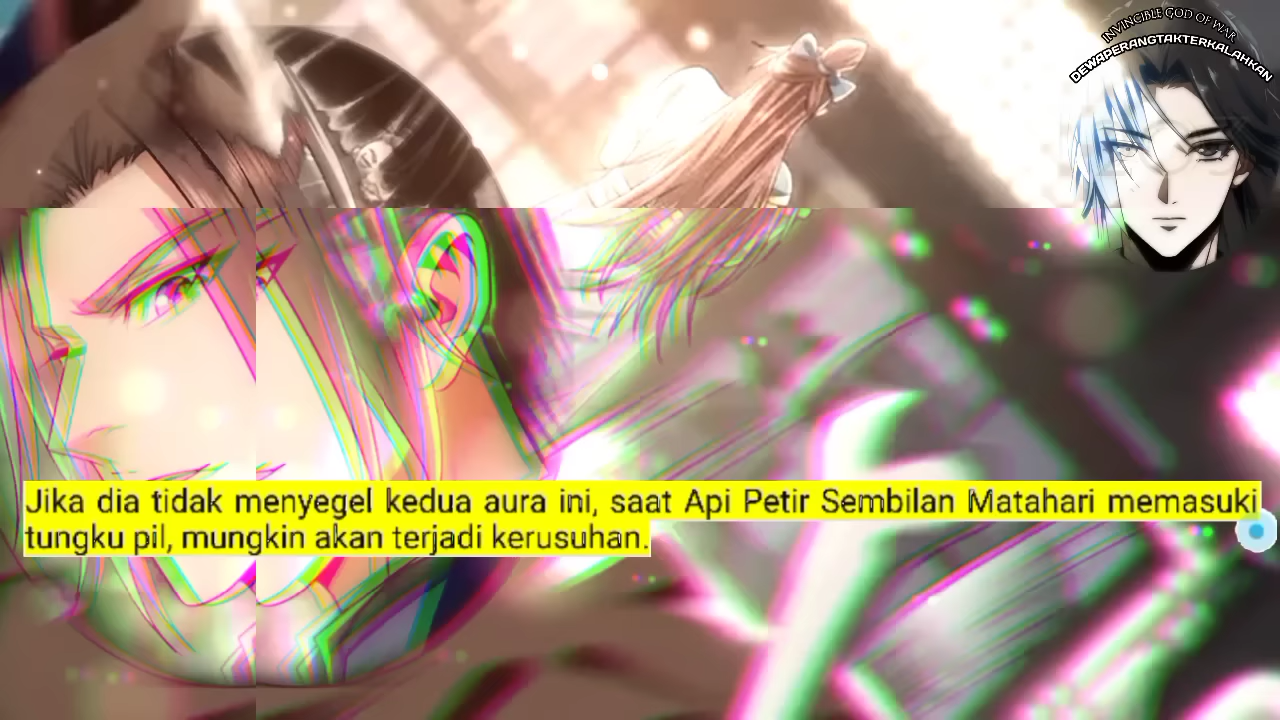 INVINCIBLE GOD OF WAR
DEWAPERANGTAKTERKALAHKAN
Jika dia tidak menyegel kedua aura ini, saat Api Petir Sembilan Matahari memasuki
tungku pil, mungkin akan terjadi kerusuhan.